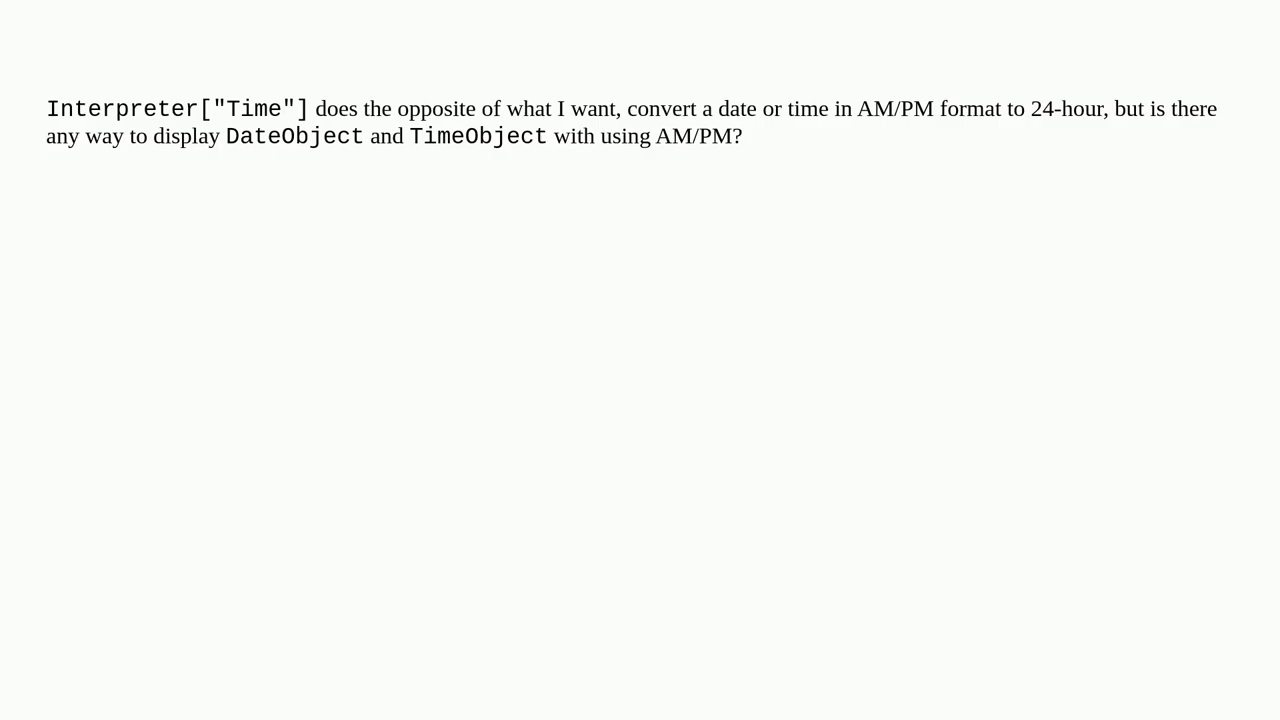 Interpreter["Time"] does the opposite of what I want, convert a date or time in AM/PM format to 24-hour, but is there
any way to display DateObject and TimeObject with using AM/PM?